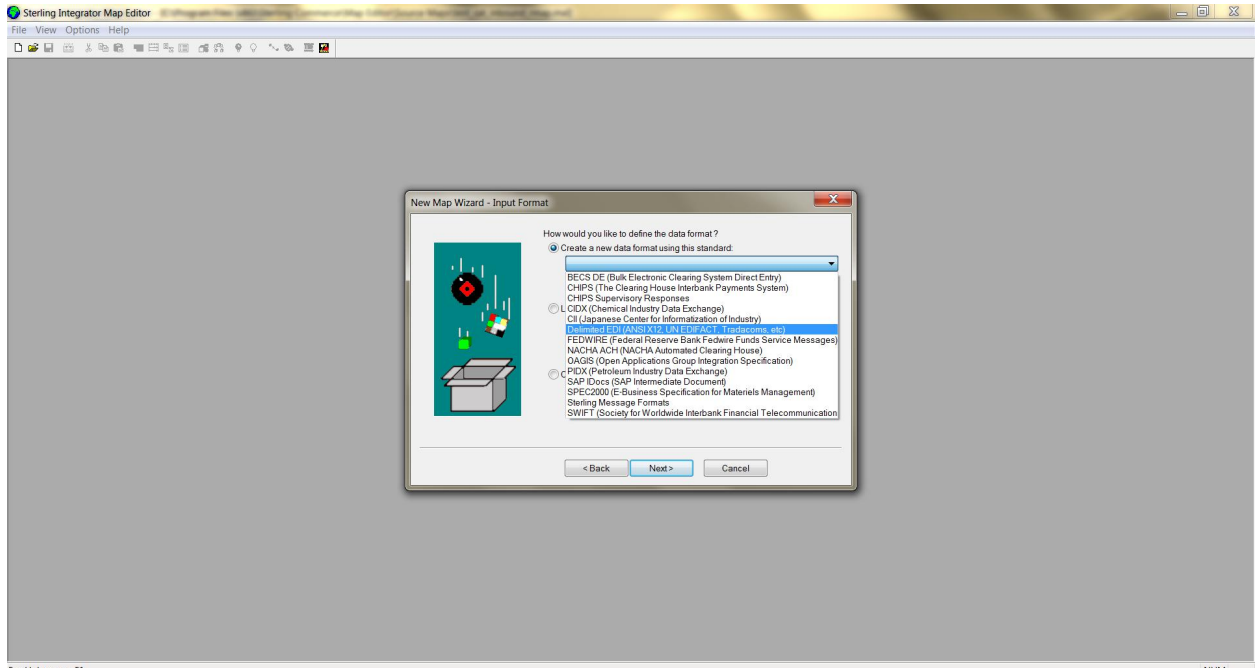 Sterling Integrator Map Editor
File View Options Help
New Map Wizard - Input Format
How would you like to define the data format?
Create a new data format using this standard:
BECS DE (Bulk Electronic Clearing System Direct Entry)
CHIPS (The Clearing House Interbank Payments System)
CHIPS Supervisory Responses
L CIDX (Chemical Industry Data Exchange)
CII (Japanese Center for Informatization of Industry)
Delimited EDI (ANSI X12, UN EDIFACT, Tradacoms, etc)
FEDWIRE (Federal Reserve Bank Fedwire Funds Service Messages)
NACHA ACH (NACHA Automated Clearing House)
OAGIS (Open Applications Group Integration Specification)
PIDX (Petroleum Industry Data Exchange)
SAP IDocs (SAP Intermediate Document)
SPEC2000 (E-Business Specification for Materiels Management)
Sterling Message Formats
SWIFT (Society for Worldwide Interbank Financial Telecommunication
< Back Next > Cancel